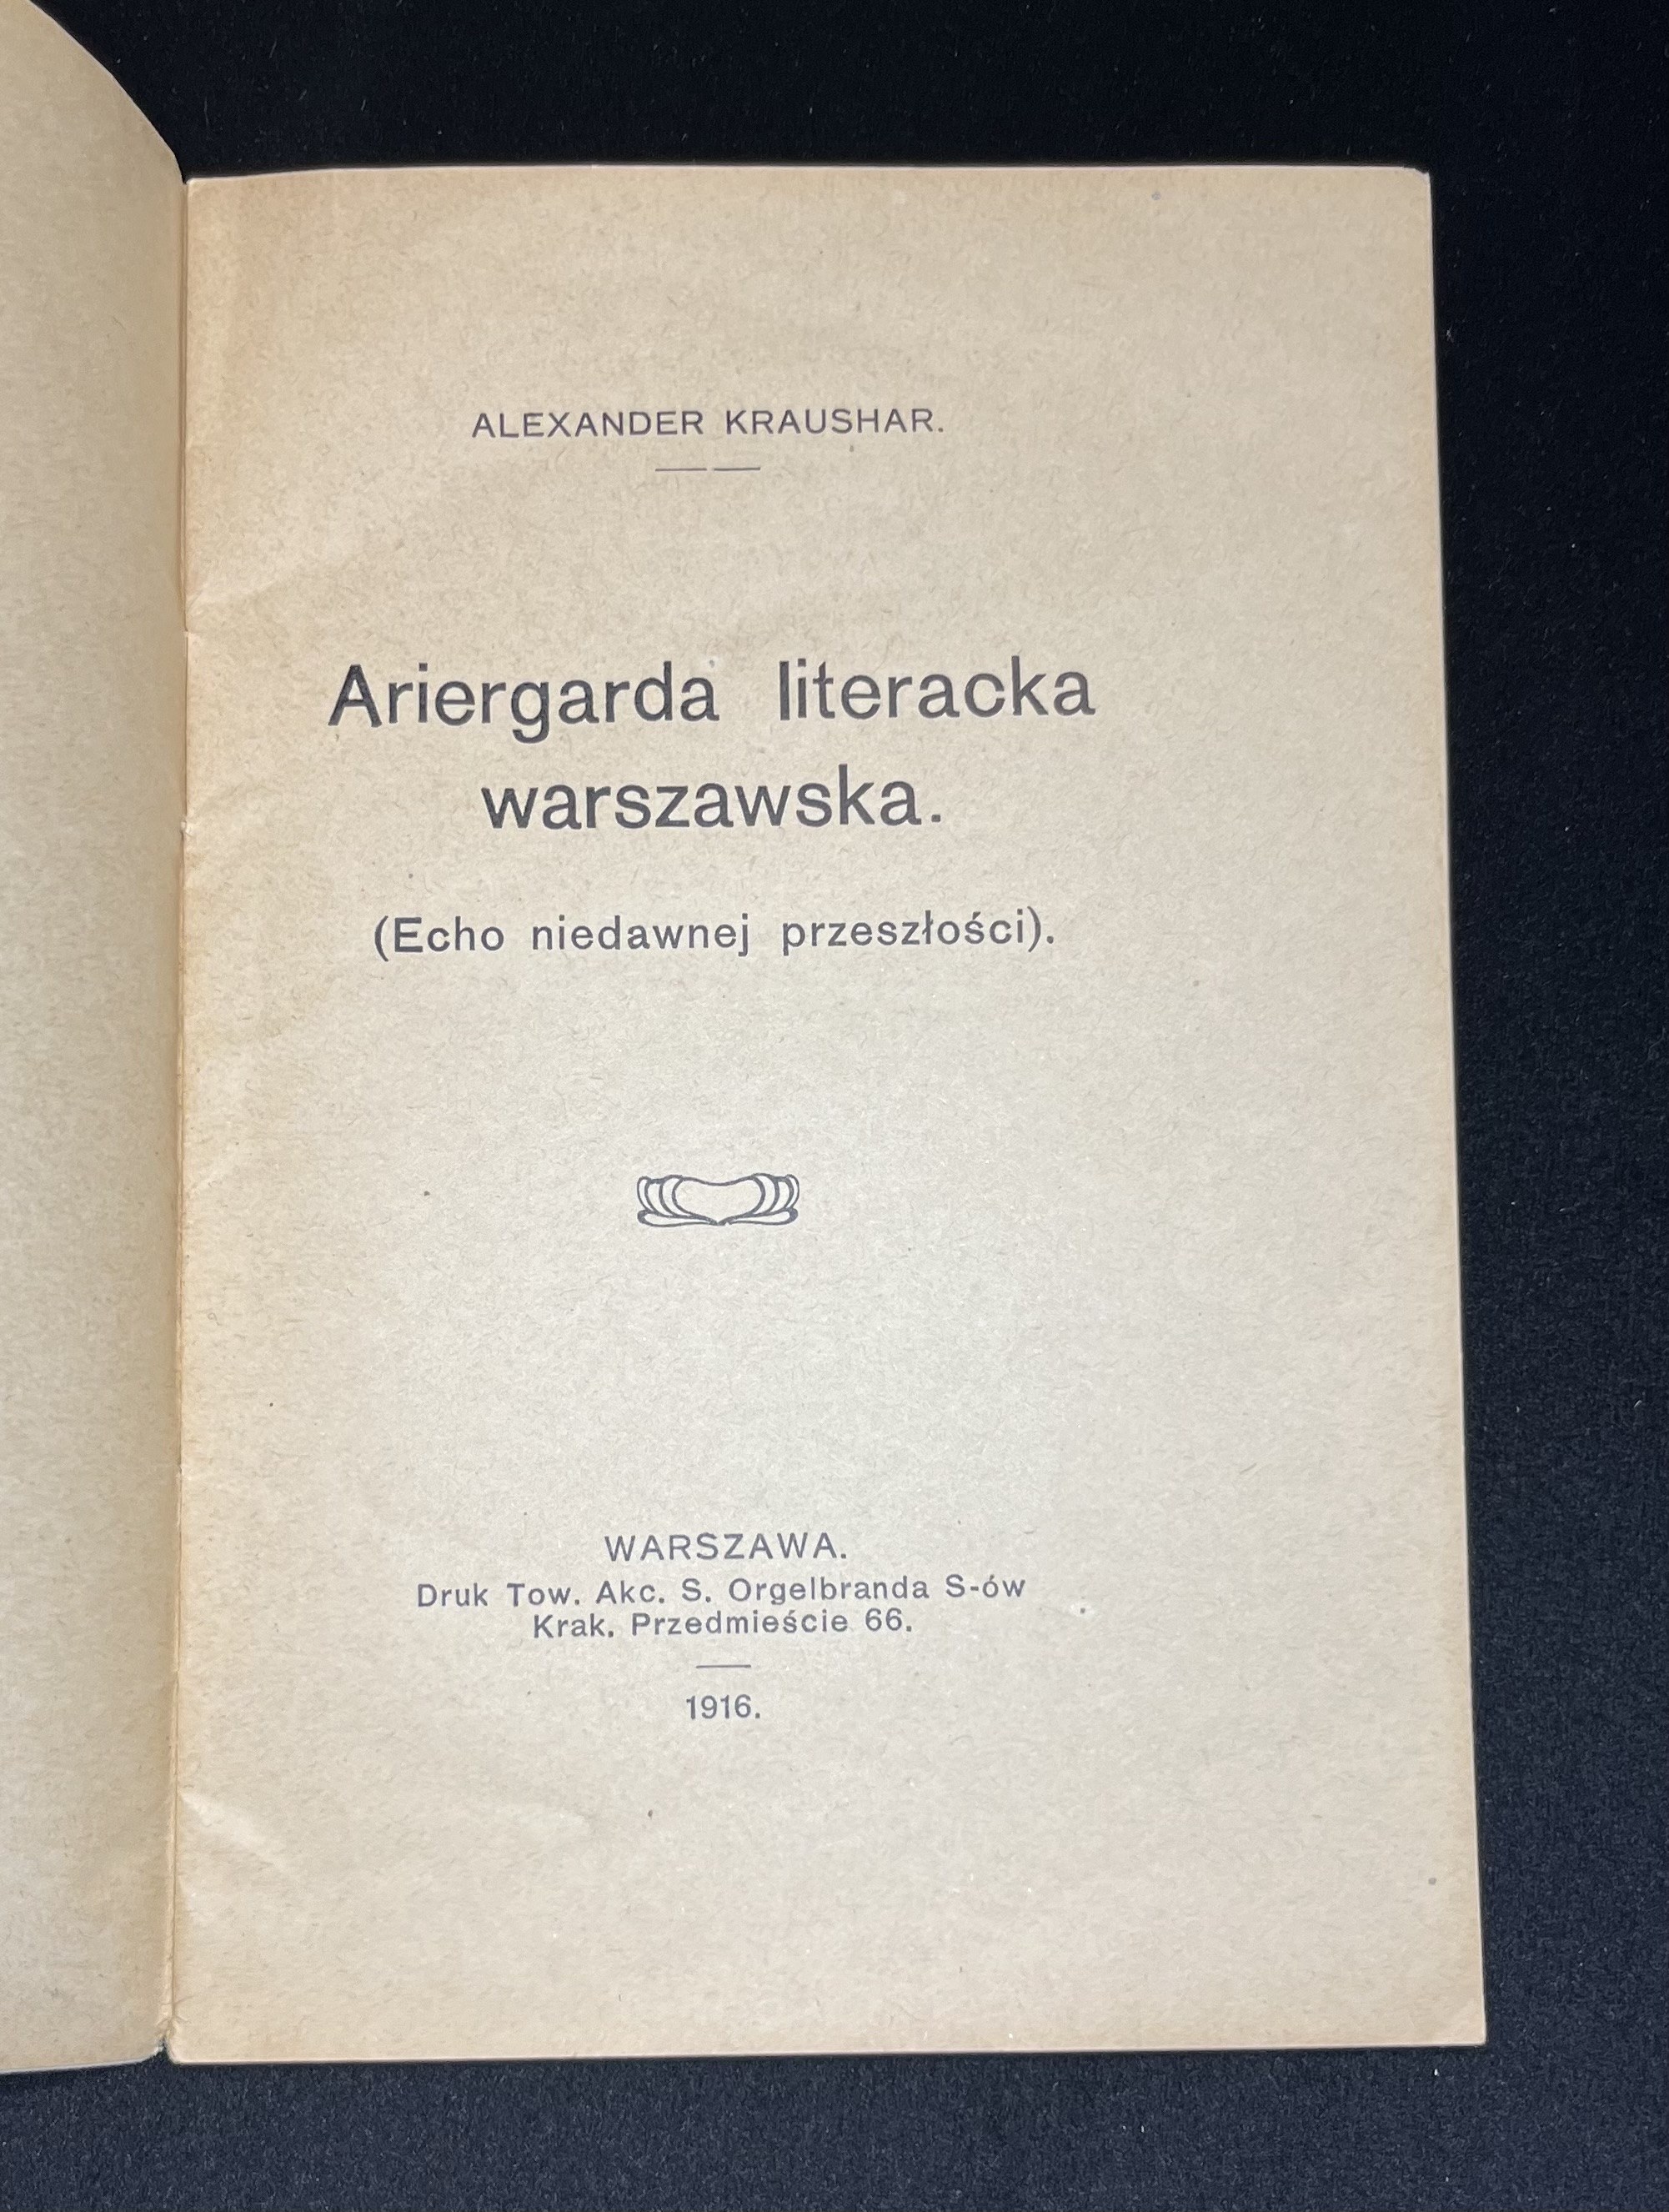 ALEXANDER KRAUSHAR.
Ariergarda literacka
warszawska.
(Echo niedawnej przeszłości).
WARSZAWA.
Druk Tow. Akc. S. Orgelbranda S-ów
Krak. Przedmieście 66.
1916.